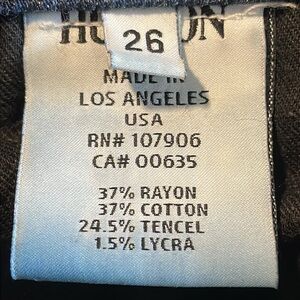 26
MADE IN
LOS ANGELES
USA
RN# 107906
CA# 00635
37% RAYON
37% COTTON
24.5% TENCEL
1.5% LYCRA